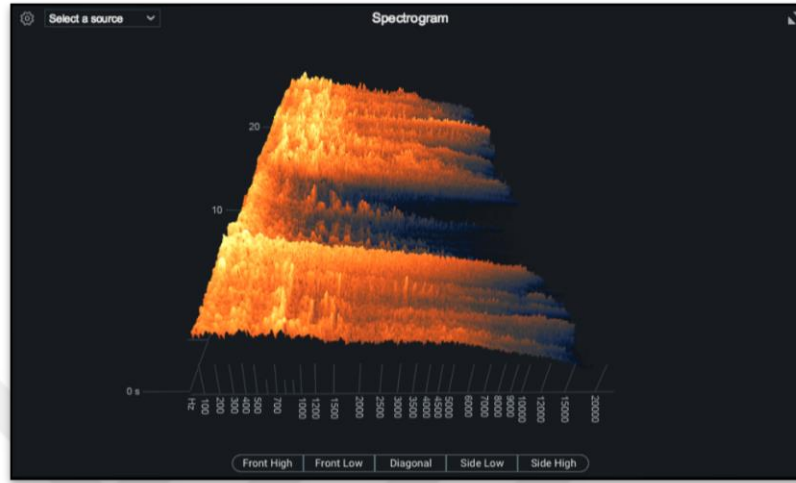 Select a source
Spectrogram
20
10
0 s
Hz 100 200 300 400 500 700 1000 1200 1500 2000 2500 3000 3500 4000 4500 5000 6000 7000 8000 9000 10000 12000 15000 20000
Front High Front Low Diagonal Side Low Side High